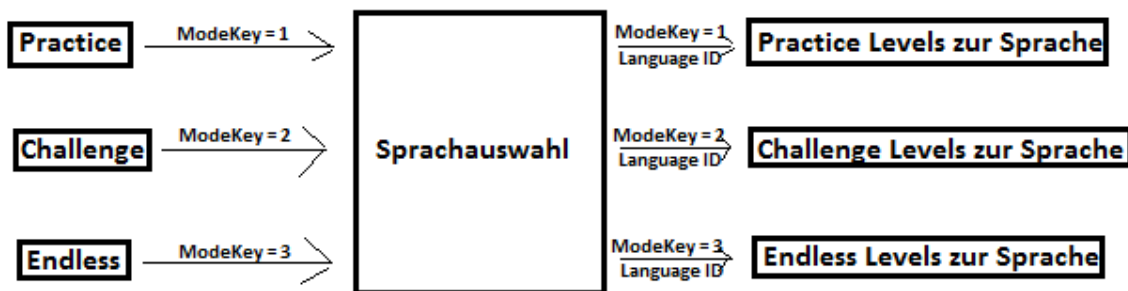 Practice
ModeKey = 1
ModeKey = 1
Language ID
Practice Levels zur Sprache
Challenge
ModeKey = 2
Sprachauswahl
ModeKey = 2
Language ID
Challenge Levels zur Sprache
Endless
ModeKey = 3
ModeKey = 3
Language ID
Endless Levels zur Sprache